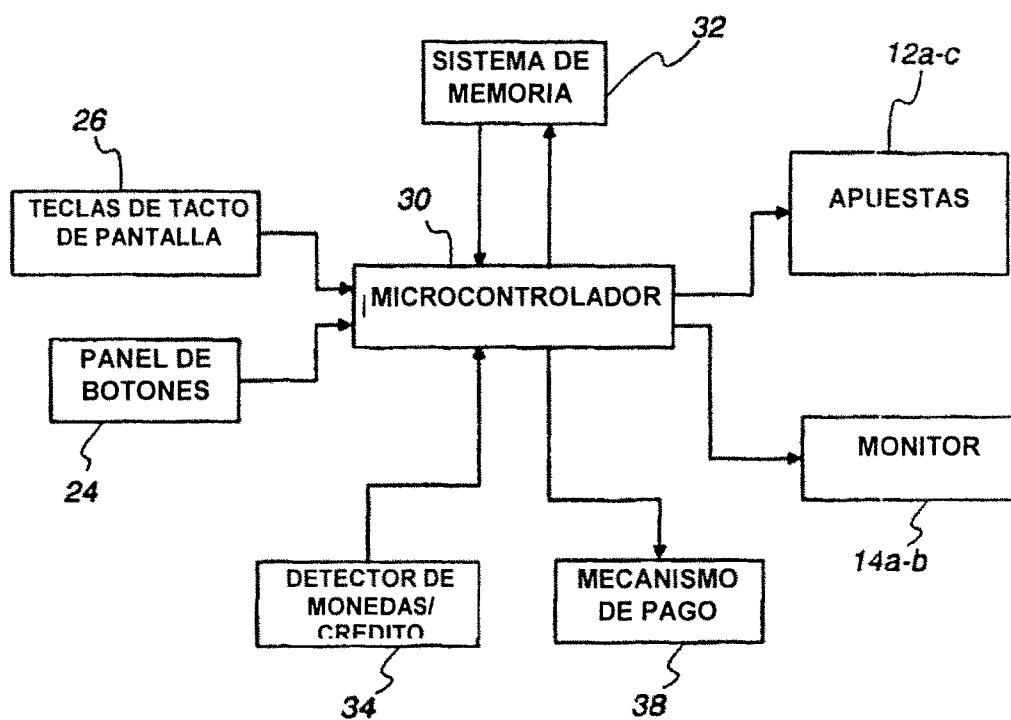 32
SISTEMA DE
MEMORIA
12a-c
26
APUESTAS
TECLAS DE TACTO
DE PANTALLA
30
MICROCONTROLADOR
PANEL DE
BOTONES
24
MONITOR
14a-b
DETECTOR DE
MONEDAS/
CREDITO
34
MECANISMO
DE PAGO
38